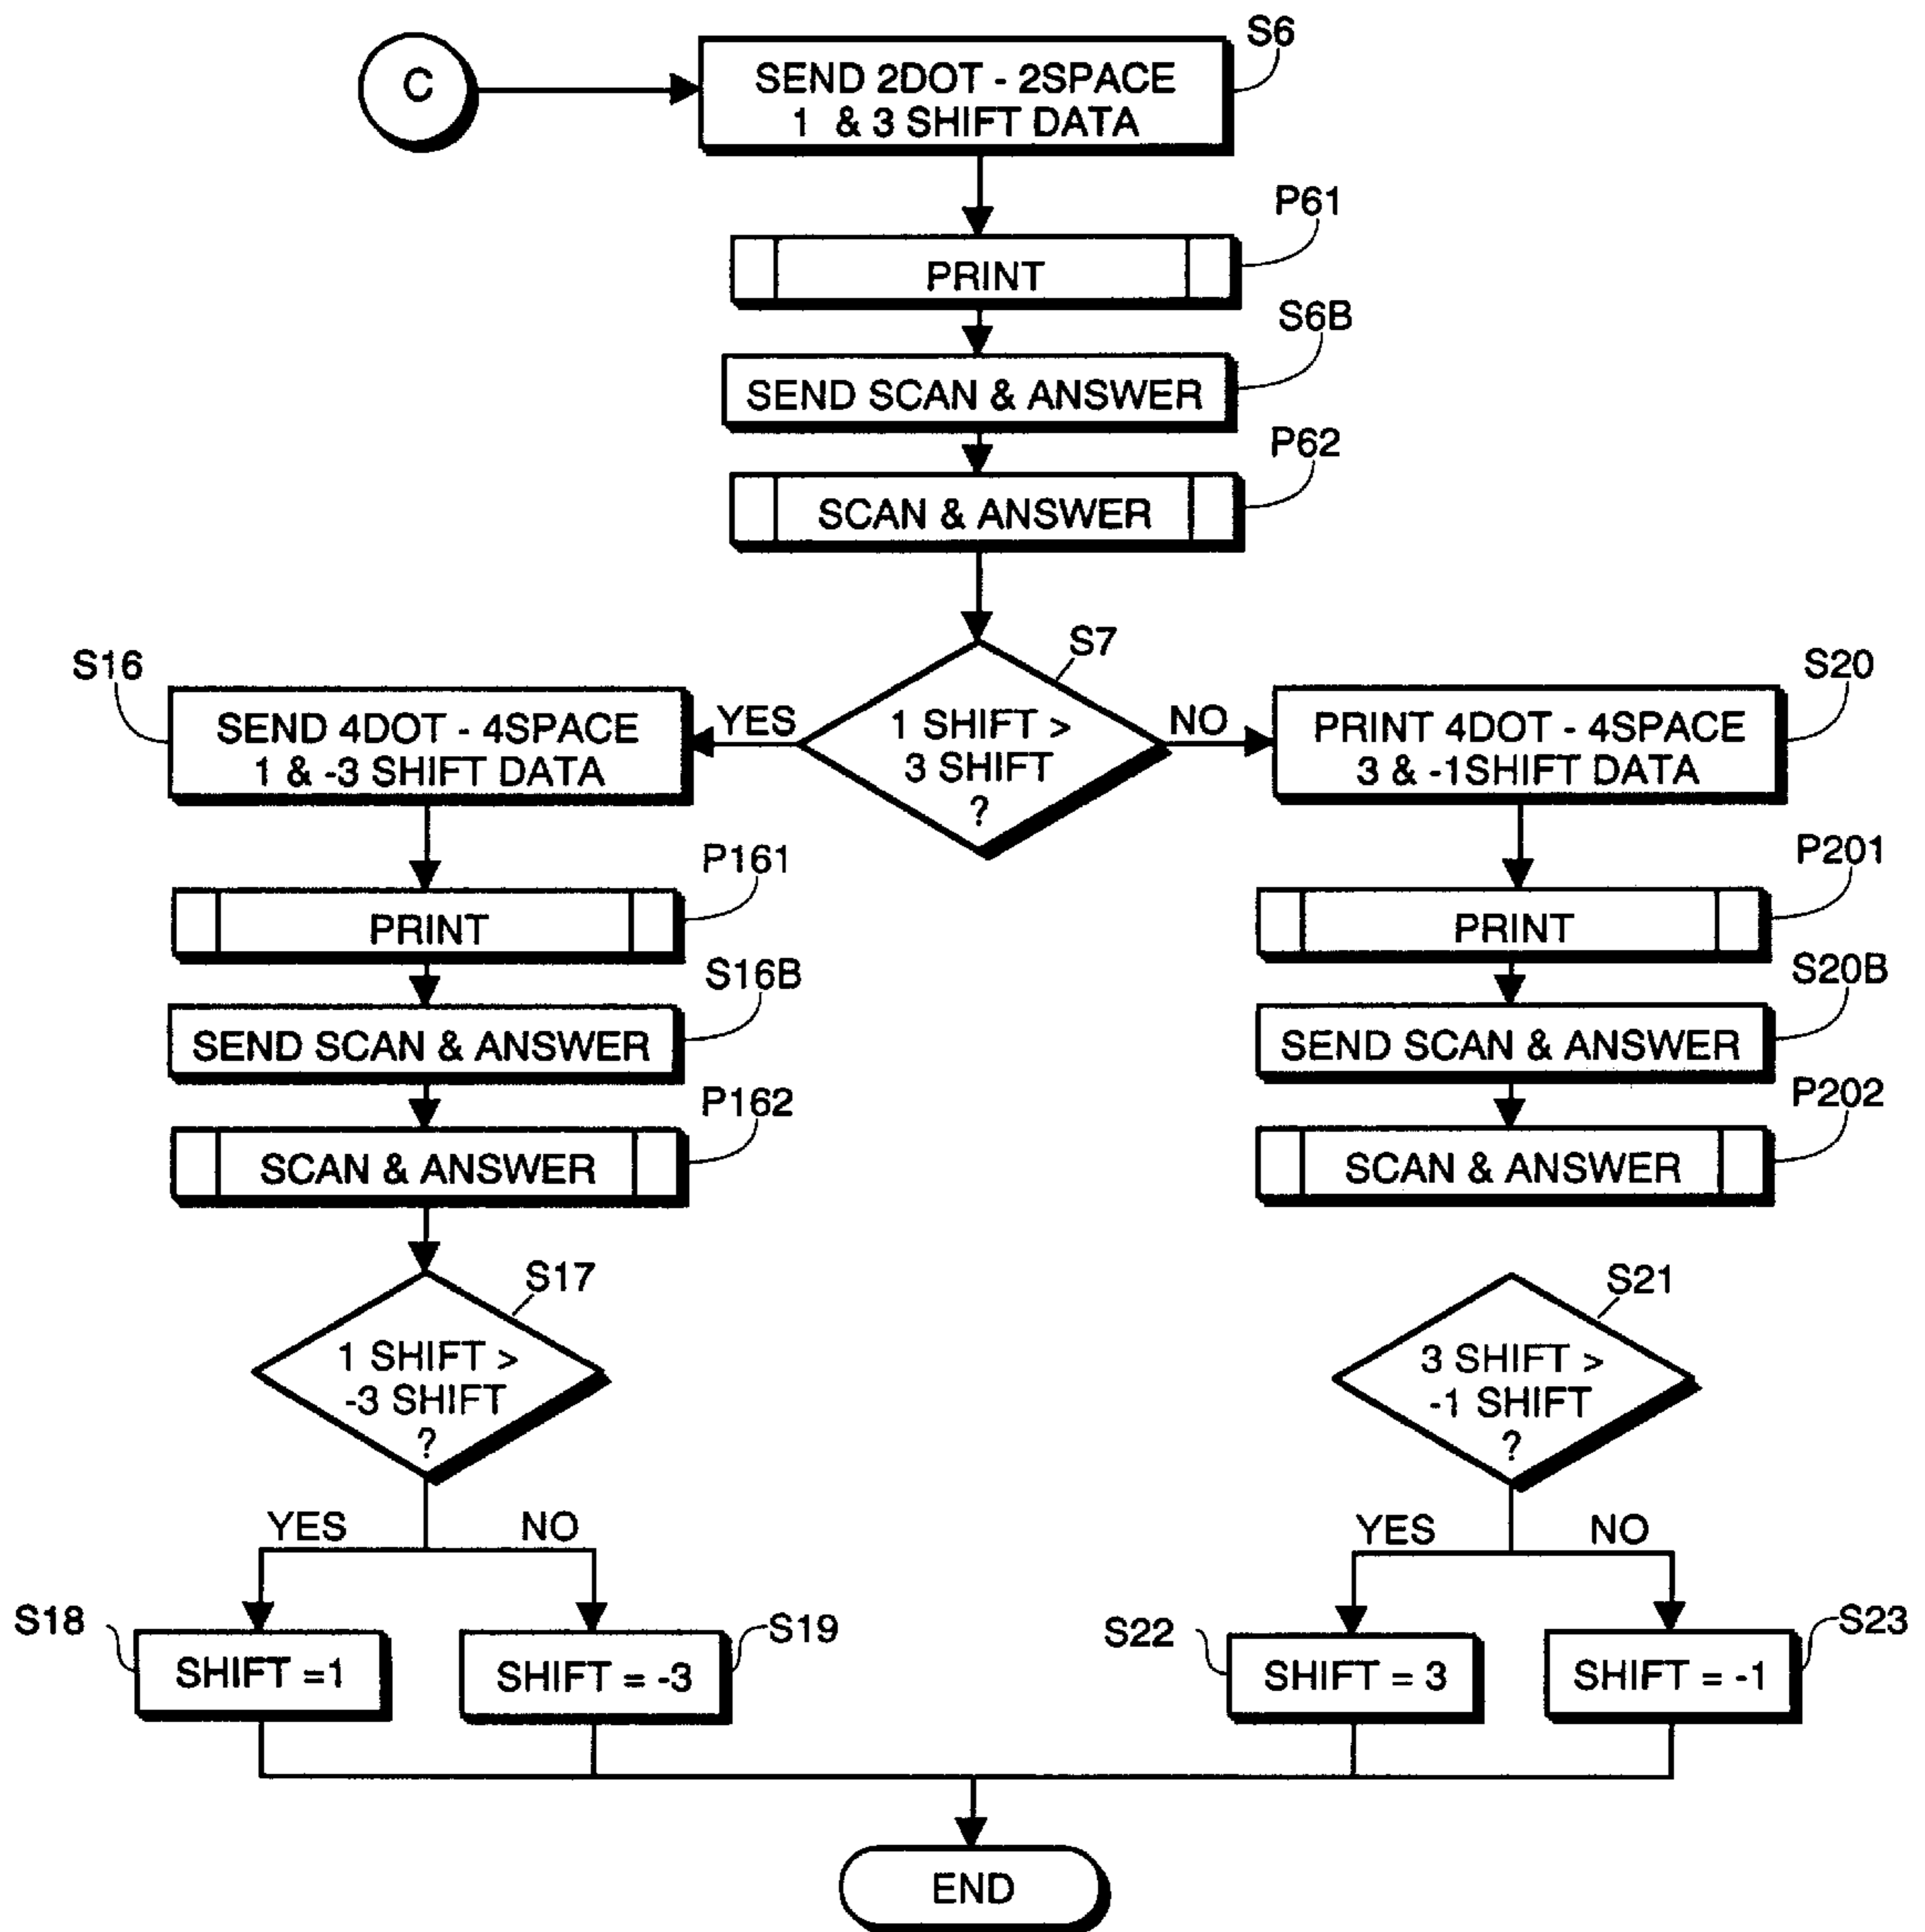 S6
C
SEND 2DOT - 2SPACE
1 & 3 SHIFT DATA
P61
PRINT
S6B
SEND SCAN & ANSWER
P62
SCAN & ANSWER
S7
1 SHIFT >
3 SHIFT
?
YES
NO
S16
SEND 4DOT - 4SPACE
1 & -3 SHIFT DATA
P161
PRINT
S16B
SEND SCAN & ANSWER
P162
SCAN & ANSWER
S17
1 SHIFT >
-3 SHIFT
?
YES
NO
S18
SHIFT =1
S19
SHIFT = -3
S20
PRINT 4DOT - 4SPACE
3 & -1SHIFT DATA
P201
PRINT
S20B
SEND SCAN & ANSWER
P202
SCAN & ANSWER
S21
3 SHIFT >
-1 SHIFT
?
YES
NO
S22
SHIFT = 3
S23
SHIFT = -1
END